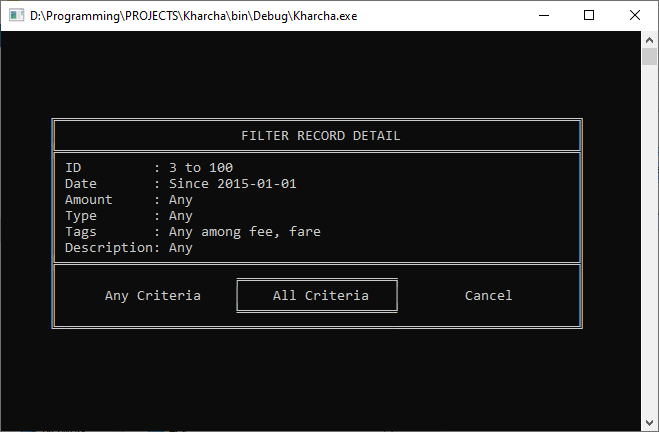 D:\Programming\PROJECTS\Kharcha\bin\Debug\Kharcha.exe
FILTER RECORD DETAIL
ID         : 3 to 100
Date       : Since 2015-01-01
Amount     : Any
Type       : Any
Tags       : Any among fee, fare
Description: Any
Any Criteria    All Criteria    Cancel